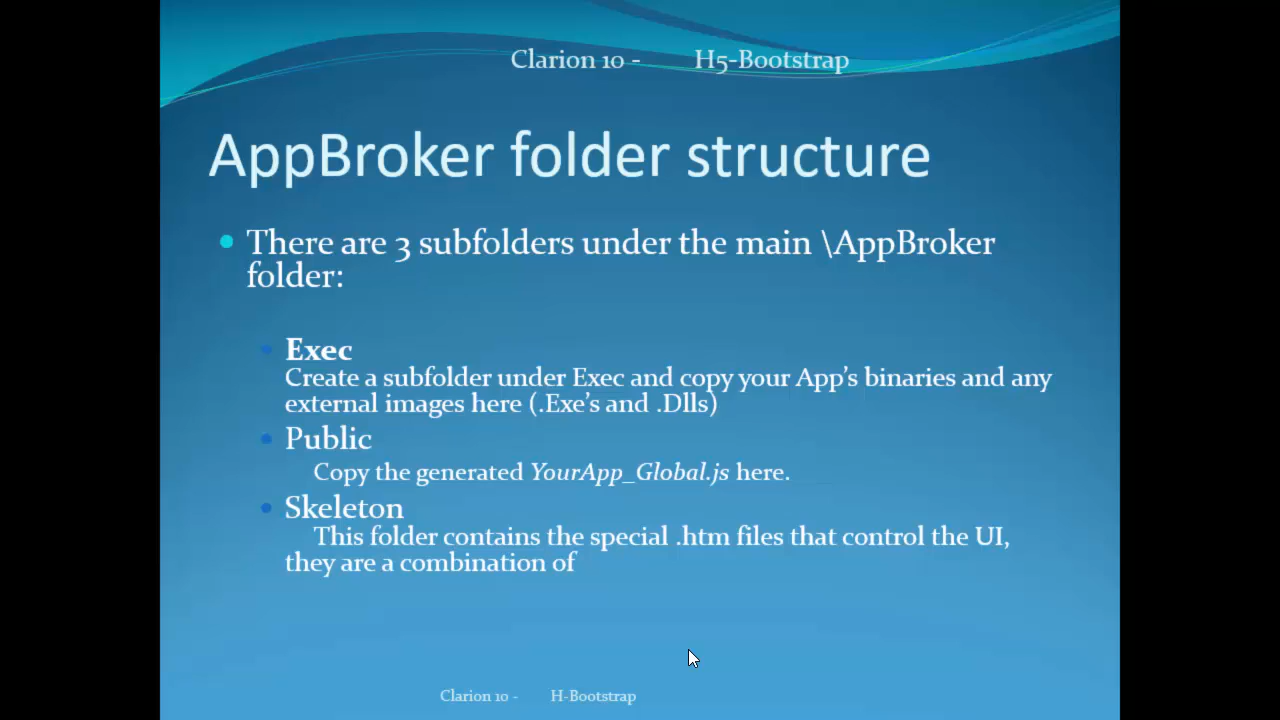 Clarion 10 - H5-Bootstrap
AppBroker folder structure
There are 3 subfolders under the main \AppBroker
folder:
Exec
Create a subfolder under Exec and copy your App’s binaries and any
external images here (.Exe’s and .Dlls)
Public
Copy the generated YourApp_Global.js here.
Skeleton
This folder contains the special .htm files that control the UI,
they are a combination of
Clarion 10 - H-Bootstrap